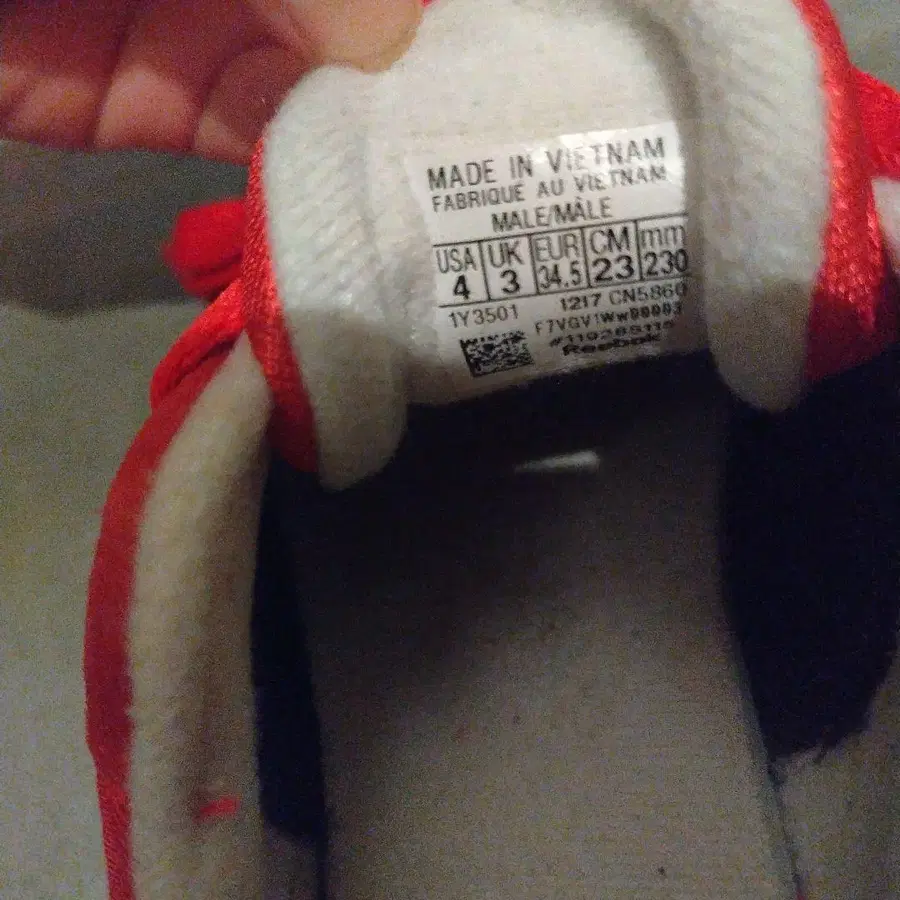 MADE IN VIETNAM
FABRIQUE AU VIETNAM
MALE/MÂLE
USA UK EUR CM mm
4 3 34.5 23 230
1Y3501 1217 CN5860
Reebok